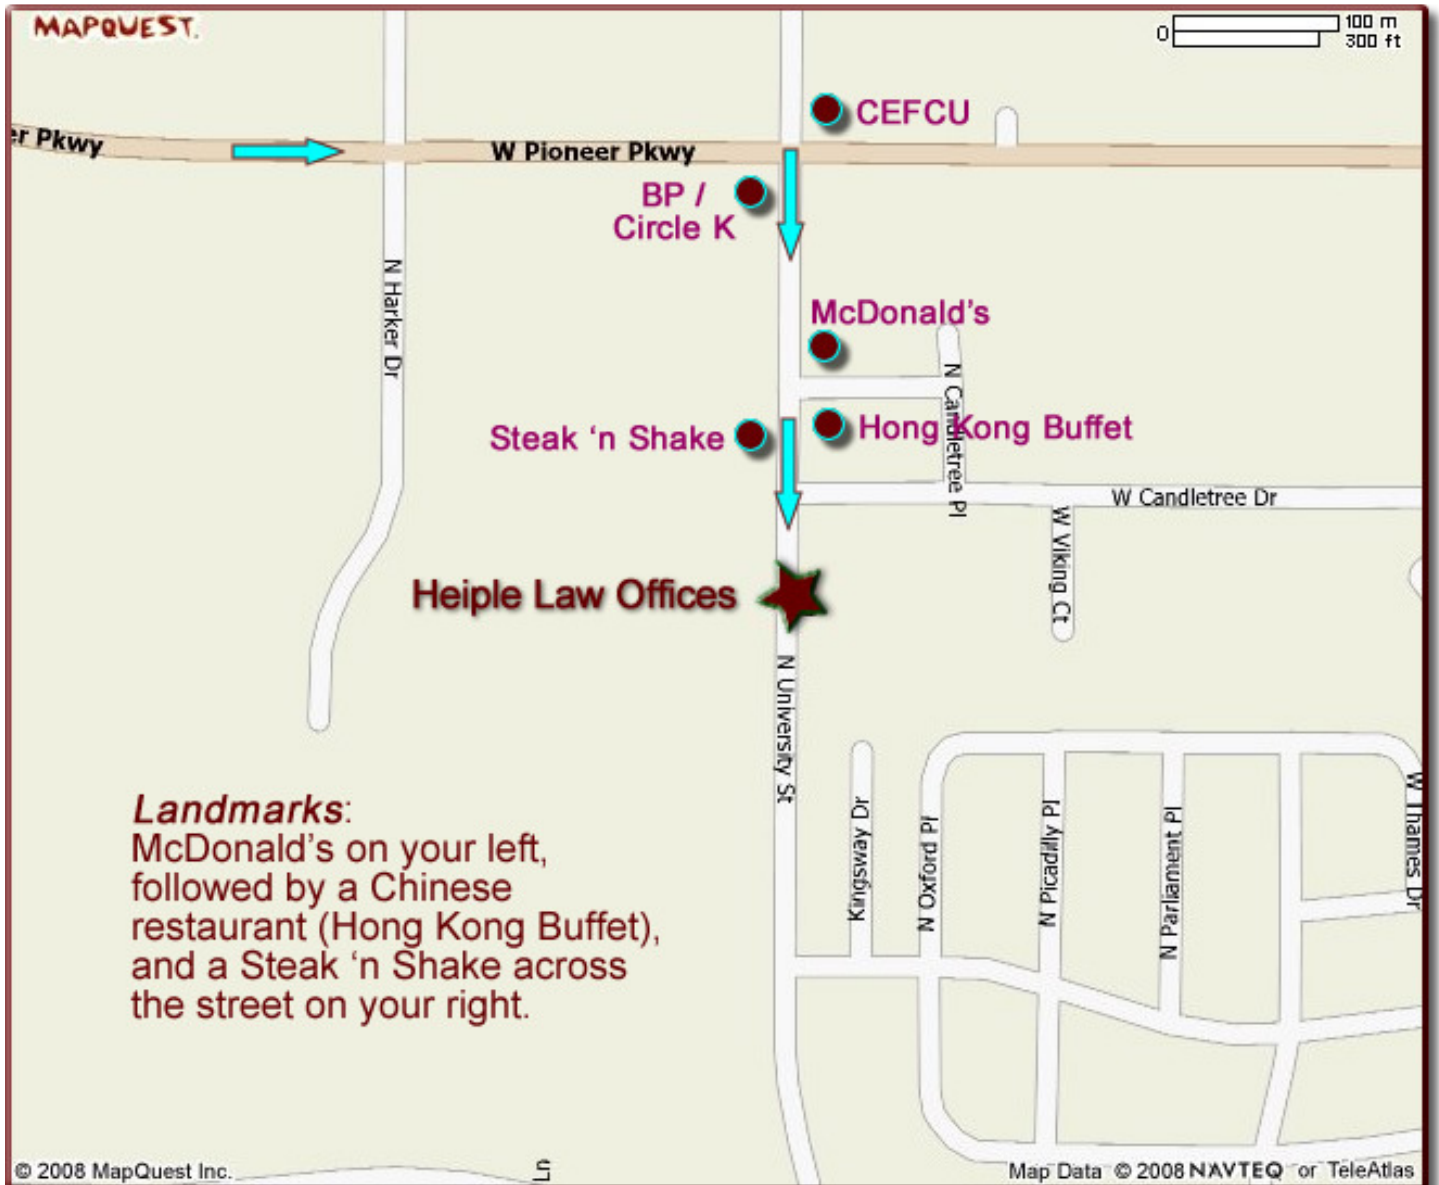 MAPQUEST.
0
100 m
300 ft
CEFCU
er Pkwy
W Pioneer Pkwy
BP /
Circle K
N Harker Dr
McDonald's
N Candletree Pl
Steak ‘n Shake
Hong Kong Buffet
W Candletree Dr
W Viking Ct
Heiple Law Offices
N University St
Landmarks:
McDonald's on your left,
followed by a Chinese
restaurant (Hong Kong Buffet),
and a Steak ‘n Shake across
the street on your right.
Kingsway Dr
N Oxford Pl
N Picadilly Pl
N Parliament Pl
W Thames Dr
© 2008 MapQuest Inc.
Ln
Map Data © 2008 NAVTEQ or TeleAtlas